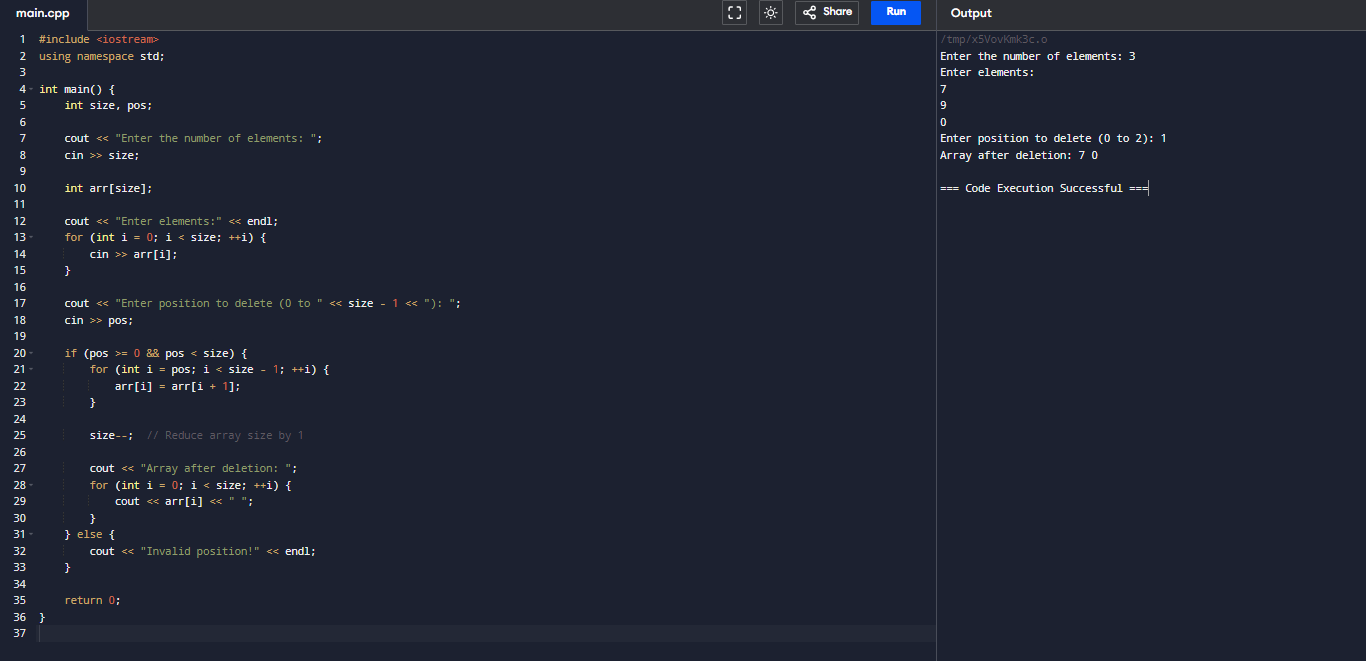 main.cpp
Share
Run
Output
1 #include <iostream>
2 using namespace std;
3
4 int main() {
5     int size, pos;
6
7     cout << "Enter the number of elements: ";
8     cin >> size;
9
10     int arr[size];
11
12     cout << "Enter elements:" << endl;
13     for (int i = 0; i < size; ++i) {
14         cin >> arr[i];
15     }
16
17     cout << "Enter position to delete (0 to " << size - 1 << "): ";
18     cin >> pos;
19
20     if (pos >= 0 && pos < size) {
21         for (int i = pos; i < size - 1; ++i) {
22             arr[i] = arr[i + 1];
23         }
24
25         size--;  // Reduce array size by 1
26
27         cout << "Array after deletion: ";
28         for (int i = 0; i < size; ++i) {
29             cout << arr[i] << " ";
30         }
31     } else {
32         cout << "Invalid position!" << endl;
33     }
34
35     return 0;
36 }
37
/tmp/x5VovKmk3c.o
Enter the number of elements: 3
Enter elements:
7
9
0
Enter position to delete (0 to 2): 1
Array after deletion: 7 0
=== Code Execution Successful ===